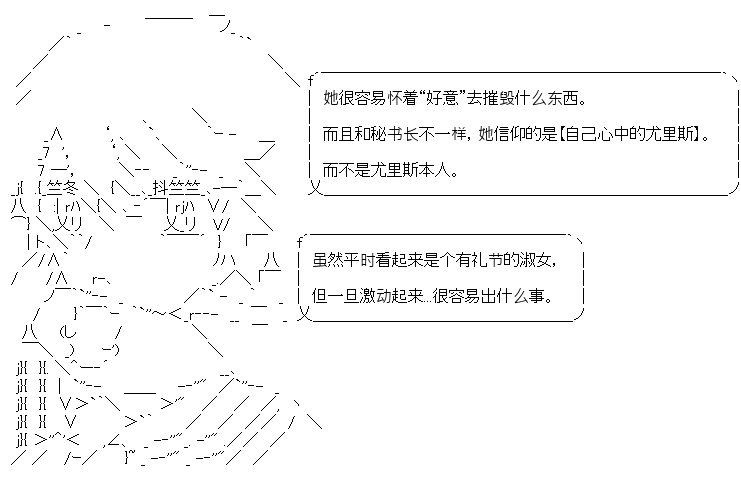 她很容易怀着“好意”去摧毁什么东西。
而且和秘书长不一样，她信仰的是【自己心中的尤里斯】。
而不是尤里斯本人。
虽然平时看起来是个有礼节的淑女，
但一旦激动起来…很容易出什么事。